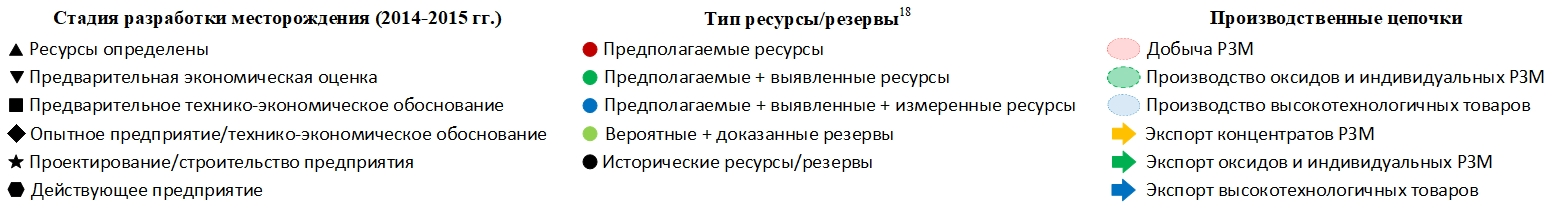 Стадия разработки месторождения (2014-2015 гг.)
Ресурсы определены
Предварительная экономическая оценка
Предварительное технико-экономическое обоснование
Опытное предприятие/технико-экономическое обоснование
Проектирование/строительство предприятия
Действующее предприятие
Тип ресурсы/резервы18
Предполагаемые ресурсы
Предполагаемые + выявленные ресурсы
Предполагаемые + выявленные + измеренные ресурсы
Вероятные + доказанные резервы
Исторические ресурсы/резервы
Производственные цепочки
Добыча РЗМ
Производство оксидов и индивидуальных РЗМ
Производство высокотехнологичных товаров
Экспорт концентратов РЗМ
Экспорт оксидов и индивидуальных РЗМ
Экспорт высокотехнологичных товаров